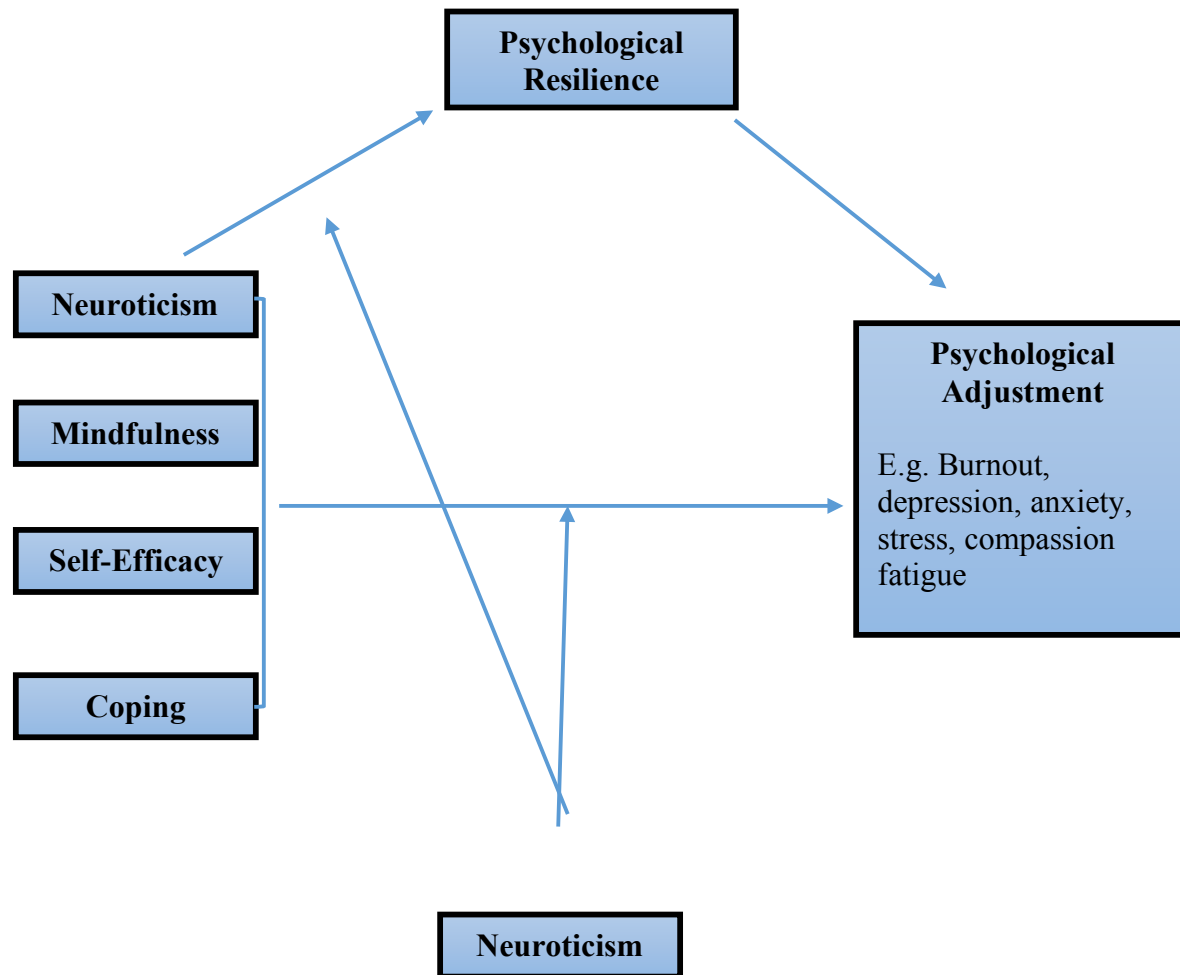 Psychological
Resilience
Neuroticism
Mindfulness
Self-Efficacy
Coping
Psychological
Adjustment
E.g. Burnout,
depression, anxiety,
stress, compassion
fatigue
Neuroticism